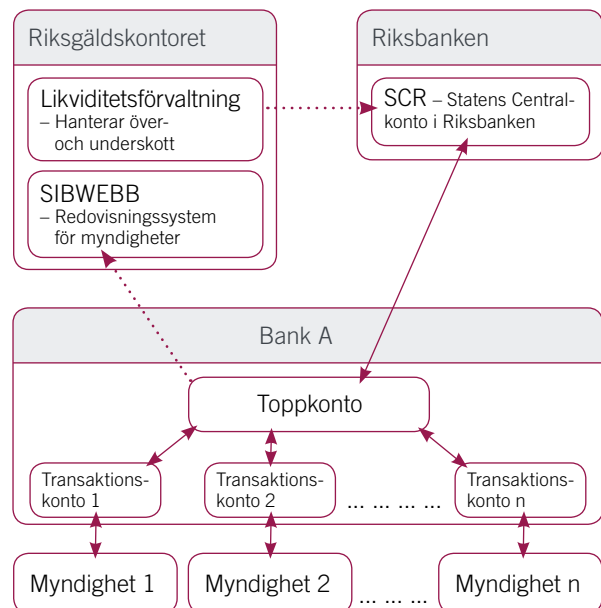 Riksgäldskontoret
Likviditetsförvaltning
– Hanterar över-
och underskott
SIBWEBB
– Redovisningssystem
för myndigheter
Riksbanken
SCR – Statens Central-
konto i Riksbanken
Bank A
Toppkonto
Transaktions-
konto 1
Transaktions-
konto 2
... ... ... ...
Transaktions-
konto n
Myndighet 1
Myndighet 2
... ... ...
Myndighet n